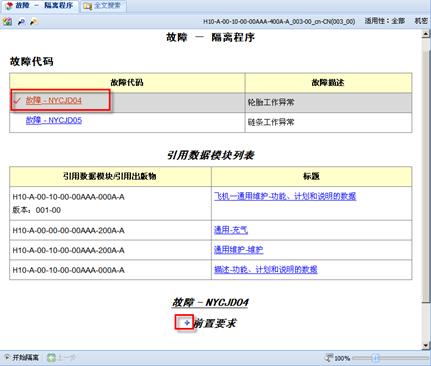 故障 － 隔离程序 全文搜索
H10-A-00-10-00-00AAA-400A-A_003-00_cn-CN(003_00) 适用性：全部 机密
故障 － 隔离程序
故障代码
故障代码 故障描述
故障 - NYCJD04 轮胎工作异常
故障 - NYCJD05 链条工作异常
引用数据模块列表
引用数据模块/引用出版物 标题
H10-A-00-10-00-00AAA-000A-A 飞机一通用维护-功能、计划和说明的数据
版本：001-00
H10-A-00-10-00-00AAA-200A-A 通用-充气
H10-A-00-10-00-00AAA-200A-A 通用维护-维护
H10-A-00-10-00-00AAA-000A-A 描述-功能、计划和说明的数据
故障 - NYCJD04
前置要求
开始隔离 上一步 100%